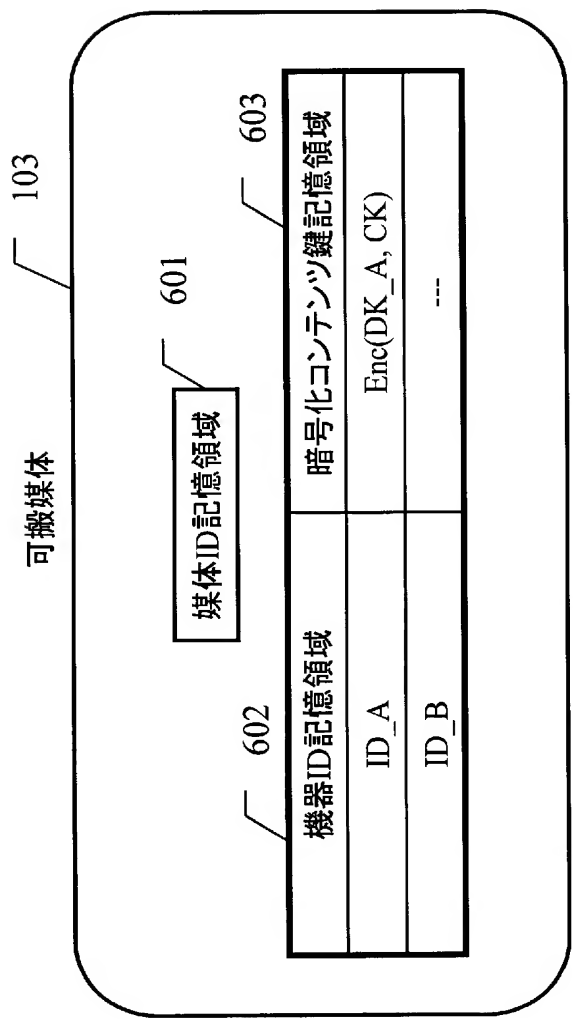 可搬媒体
103
媒体ID記憶領域
601
602
603
機器ID記憶領域
暗号化コンテンツ鍵記憶領域
ID_A
Enc(DK_A, CK)
ID_B
---